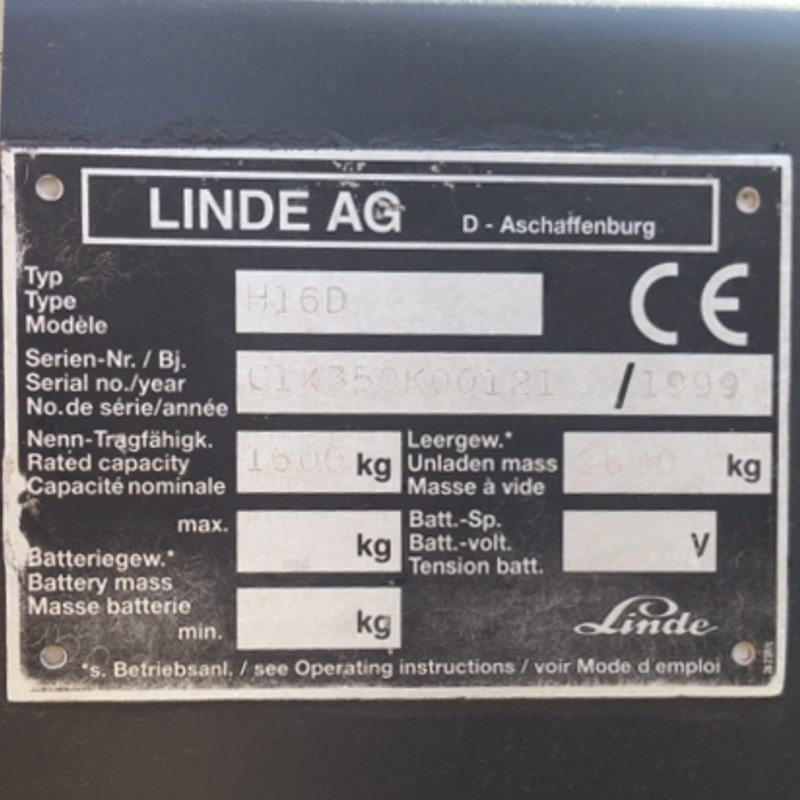 LINDE AG D - Aschaffenburg
Typ
Type
Modèle
H16D
CE
Serien-Nr. / Bj.
Serial no./year
No.de série/année
/ 1999
Nenn-Tragfähigk.
Rated capacity
Capacité nominale
1600 kg
Leergew.*
Unladen mass
Masse à vide
kg
Batteriegew.*
Battery mass
Masse batterie
max. kg
min. kg
Batt.-Sp.
Batt.-volt.
Tension batt.
V
Linde
*s. Betriebsanl. / see Operating instructions / voir Mode d emploi